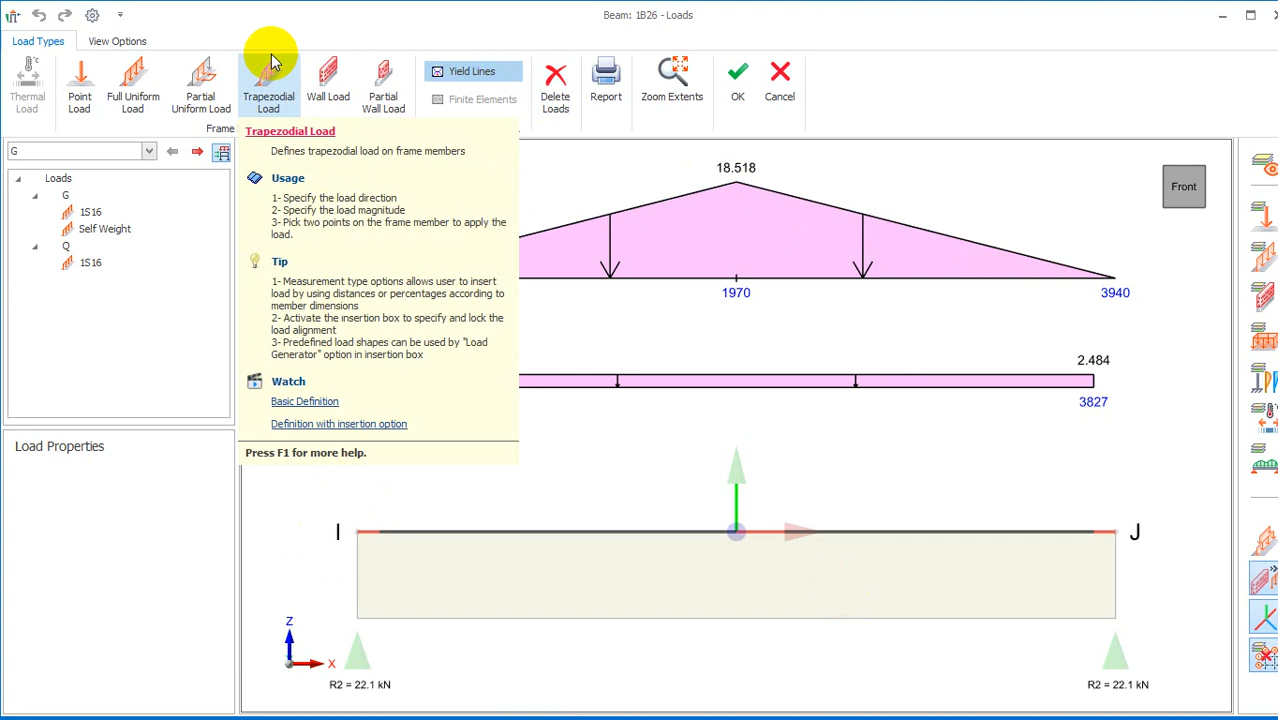 Beam: 1B26 - Loads
Load Types
View Options
Thermal
Load
Point
Load
Full Uniform
Load
Partial
Uniform Load
Trapezodial
Load
Wall Load
Partial
Wall Load
Yield Lines
Finite Elements
Delete
Loads
Report
Zoom Extents
OK
Cancel
Frame
G
Loads
G
1S16
Self Weight
Q
1S16
Load Properties
Trapezodial Load
Defines trapezodial load on frame members
Usage
1- Specify the load direction
2- Specify the load magnitude
3- Pick two points on the frame member to apply the
load.
Tip
1- Measurement type options allows user to insert
load by using distances or percentages according to
member dimensions
2- Activate the insertion box to specify and lock the
load alignment
3- Predefined load shapes can be used by "Load
Generator" option in insertion box
Watch
Basic Definition
Definition with insertion option
Press F1 for more help.
18.518
Front
1970
3940
2.484
3827
I
J
Z
X
R2 = 22.1 kN
R2 = 22.1 kN